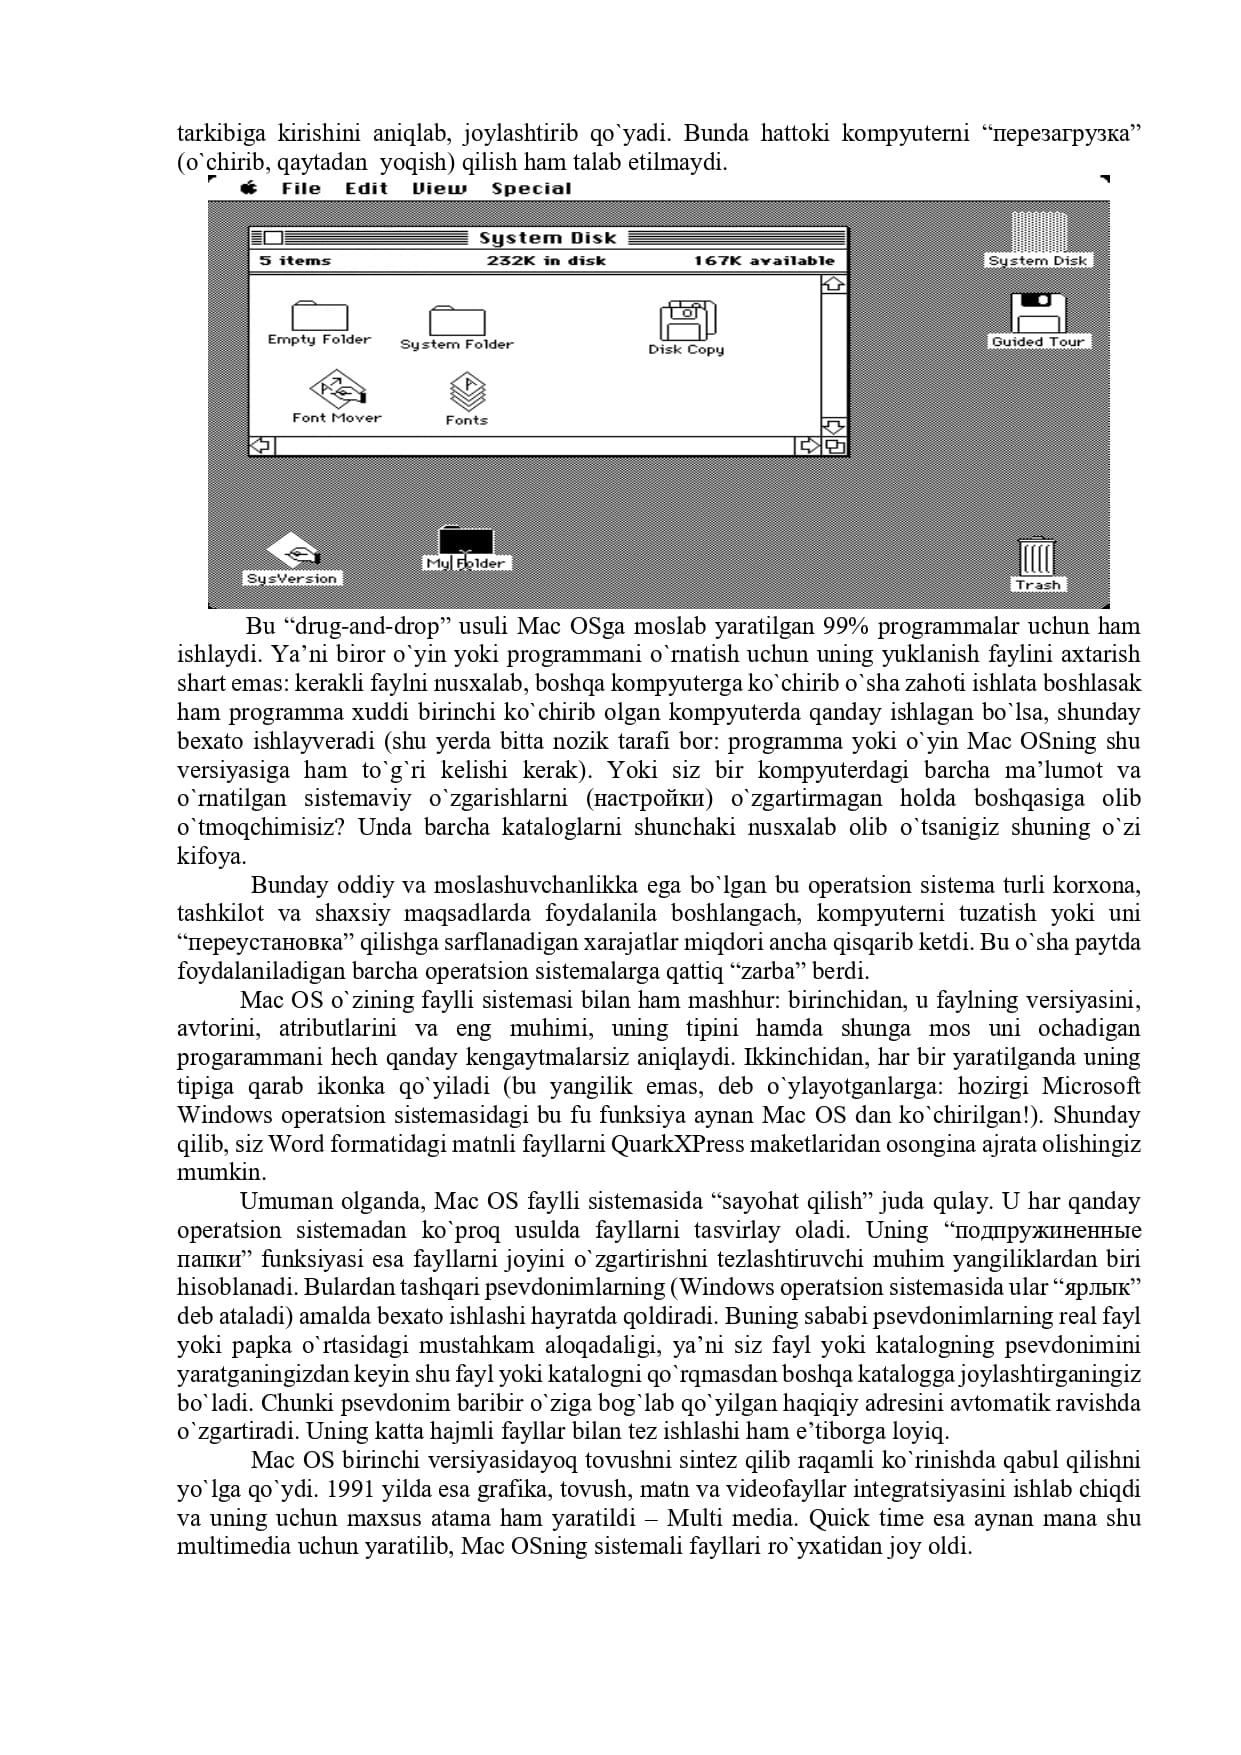 tarkibiga kirishini aniqlab, joylashtirib qo`yadi. Bunda hattoki kompyuterni “перезагрузка”
(o`chirib, qaytadan yoqish) qilish ham talab etilmaydi.
File Edit View Special
System Disk
5 items 232K in disk 167K available
System Disk
Guided Tour
Empty Folder System Folder Disk Copy
Font Mover Fonts
My Folder
SysVersion
Trash
Bu “drug-and-drop” usuli Mac OSga moslab yaratilgan 99% programmalar uchun ham
ishlaydi. Ya’ni biror o`yin yoki programmani o`rnatish uchun uning yuklanish faylini axtarish
shart emas: kerakli faylni nusxalab, boshqa kompyuterga ko`chirib o`sha zahoti ishlata boshlasak
ham programma xuddi birinchi ko`chirib olgan kompyuterda qanday ishlagan bo`lsa, shunday
bexato ishlayveradi (shu yerda bitta nozik tarafi bor: programma yoki o`yin Mac OSning shu
versiyasiga ham to`g`ri kelishi kerak). Yoki siz bir kompyuterdagi barcha ma’lumot va
o`rnatilgan sistemaviy o`zgarishlarni (настройки) o`zgartirmagan holda boshqasiga olib
o`tmoqchimisiz? Unda barcha kataloglarni shunchaki nusxalab olib o`tsanigiz shuning o`zi
kifoya.
Bunday oddiy va moslashuvchanlikka ega bo`lgan bu operatsion sistema turli korxona,
tashkilot va shaxsiy maqsadlarda foydalanila boshlangach, kompyuterni tuzatish yoki uni
“переустановка” qilishga sarflanadigan xarajatlar miqdori ancha qisqarib ketdi. Bu o`sha paytda
foydalaniladigan barcha operatsion sistemalarga qattiq “zarba” berdi.
Mac OS o`zining faylli sistemasi bilan ham mashhur: birinchidan, u faylning versiyasini,
avtorini, atributlarini va eng muhimi, uning tipini hamda shunga mos uni ochadigan
progarammani hech qanday kengaytmalarsiz aniqlaydi. Ikkinchidan, har bir yaratilganda uning
tipiga qarab ikonka qo`yiladi (bu yangilik emas, deb o`ylayotganlarga: hozirgi Microsoft
Windows operatsion sistemasidagi bu fu funksiya aynan Mac OS dan ko`chirilgan!). Shunday
qilib, siz Word formatidagi matnli fayllarni QuarkXPress maketlaridan osongina ajrata olishingiz
mumkin.
Umuman olganda, Mac OS faylli sistemasida “sayohat qilish” juda qulay. U har qanday
operatsion sistemadan ko`proq usulda fayllarni tasvirlay oladi. Uning “подпружиненные
папки” funksiyasi esa fayllarni joyini o`zgartirishni tezlashtiruvchi muhim yangiliklardan biri
hisoblanadi. Bulardan tashqari psevdonimlarning (Windows operatsion sistemasida ular “ярлык”
deb ataladi) amalda bexato ishlashi hayratda qoldiradi. Buning sababi psevdonimlarning real fayl
yoki papka o`rtasidagi mustahkam aloqadaligi, ya’ni siz fayl yoki katalogning psevdonimini
yaratganingizdan keyin shu fayl yoki katalogni qo`rqmasdan boshqa katalogga joylashtirganingiz
bo`ladi. Chunki psevdonim baribir o`ziga bog`lab qo`yilgan haqiqiy adresini avtomatik ravishda
o`zgartiradi. Uning katta hajmli fayllar bilan tez ishlashi ham e’tiborga loyiq.
Mac OS birinchi versiyasidayoq tovushni sintez qilib raqamli ko`rinishda qabul qilishni
yo`lga qo`ydi. 1991 yilda esa grafika, tovush, matn va videofayllar integratsiyasini ishlab chiqdi
va uning uchun maxsus atama ham yaratildi – Multi media. Quick time esa aynan mana shu
multimedia uchun yaratilib, Mac OSning sistemali fayllari ro`yxatidan joy oldi.